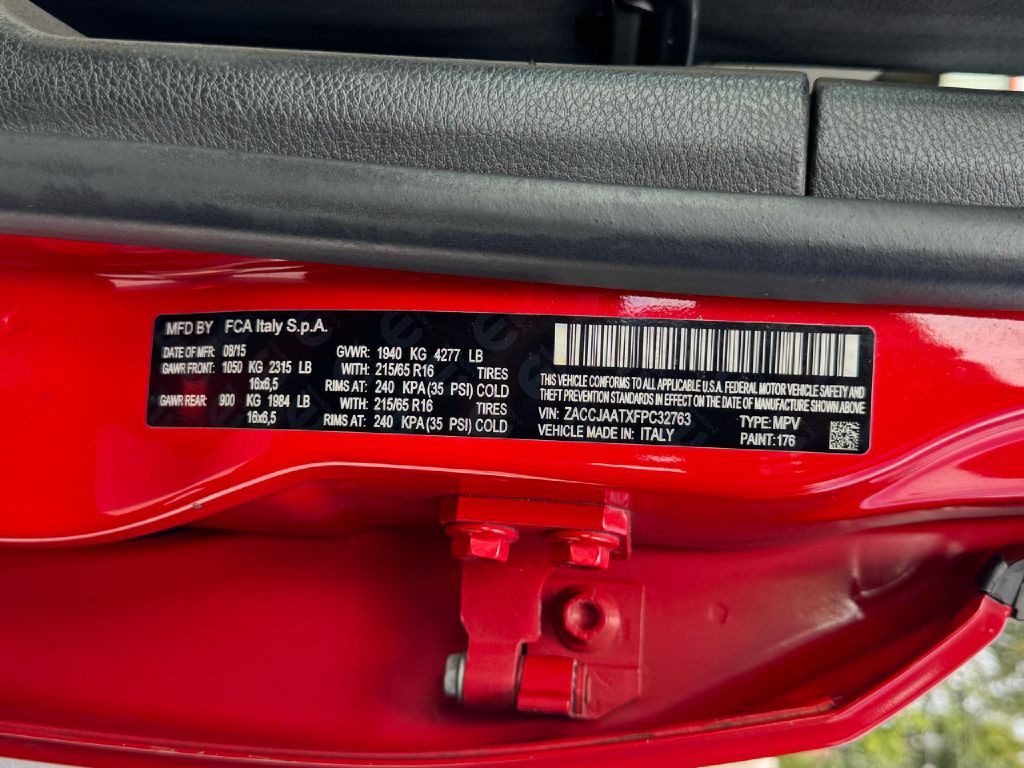 MFD BY FCA Italy S.p.A.
DATE OF MFR: 08/15 GVWR: 1940 KG 4277 LB
GAWR FRONT: 1050 KG 2315 LB WITH: 215/65 R16 TIRES
16x6,5 RIMS AT: 240 KPA(35 PSI) COLD
GAWR REAR: 900 KG 1984 LB WITH: 215/65 R16 TIRES
16x6,5 RIMS AT: 240 KPA(35 PSI) COLD
THIS VEHICLE CONFORMS TO ALL APPLICABLE U.S.A. FEDERAL MOTOR VEHICLE SAFETY AND
THEFT PREVENTION STANDARDS IN EFFECT ON THE DATE OF MANUFACTURE SHOWN ABOVE.
VIN: ZACCJAATXFPC32763 TYPE: MPV
VEHICLE MADE IN: ITALY PAINT: 176